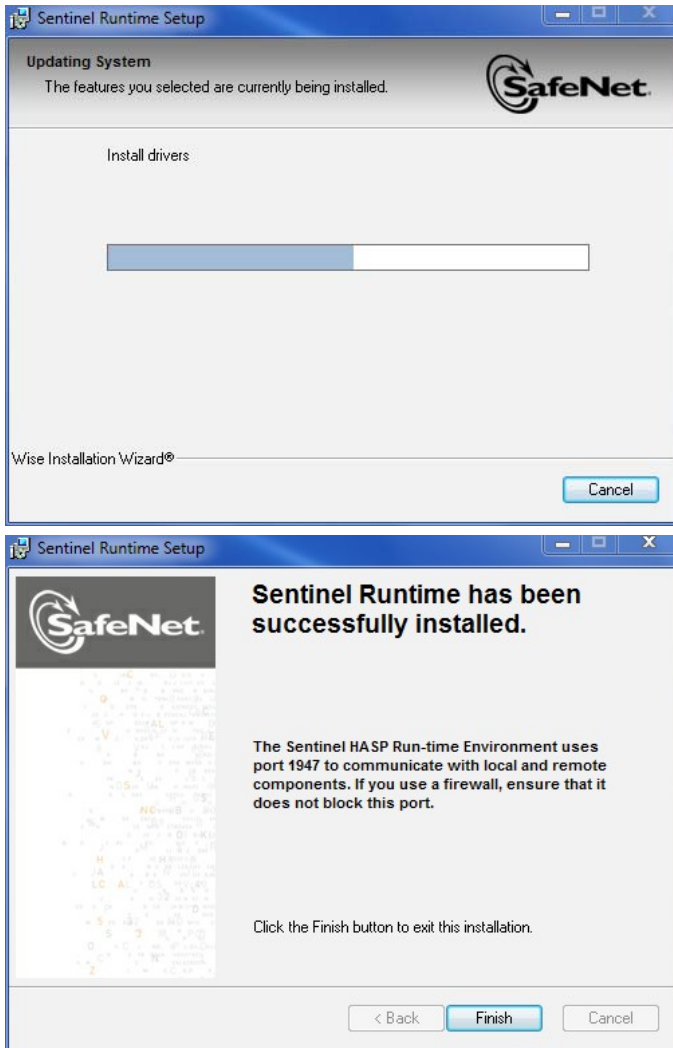 Sentinel Runtime Setup
Updating System
The features you selected are currently being installed.
SafeNet.
Install drivers
Wise Installation Wizard®
Cancel
Sentinel Runtime Setup
SafeNet.
Sentinel Runtime has been
successfully installed.
The Sentinel HASP Run-time Environment uses
port 1947 to communicate with local and remote
components. If you use a firewall, ensure that it
does not block this port.
Click the Finish button to exit this installation.
< Back
Finish
Cancel